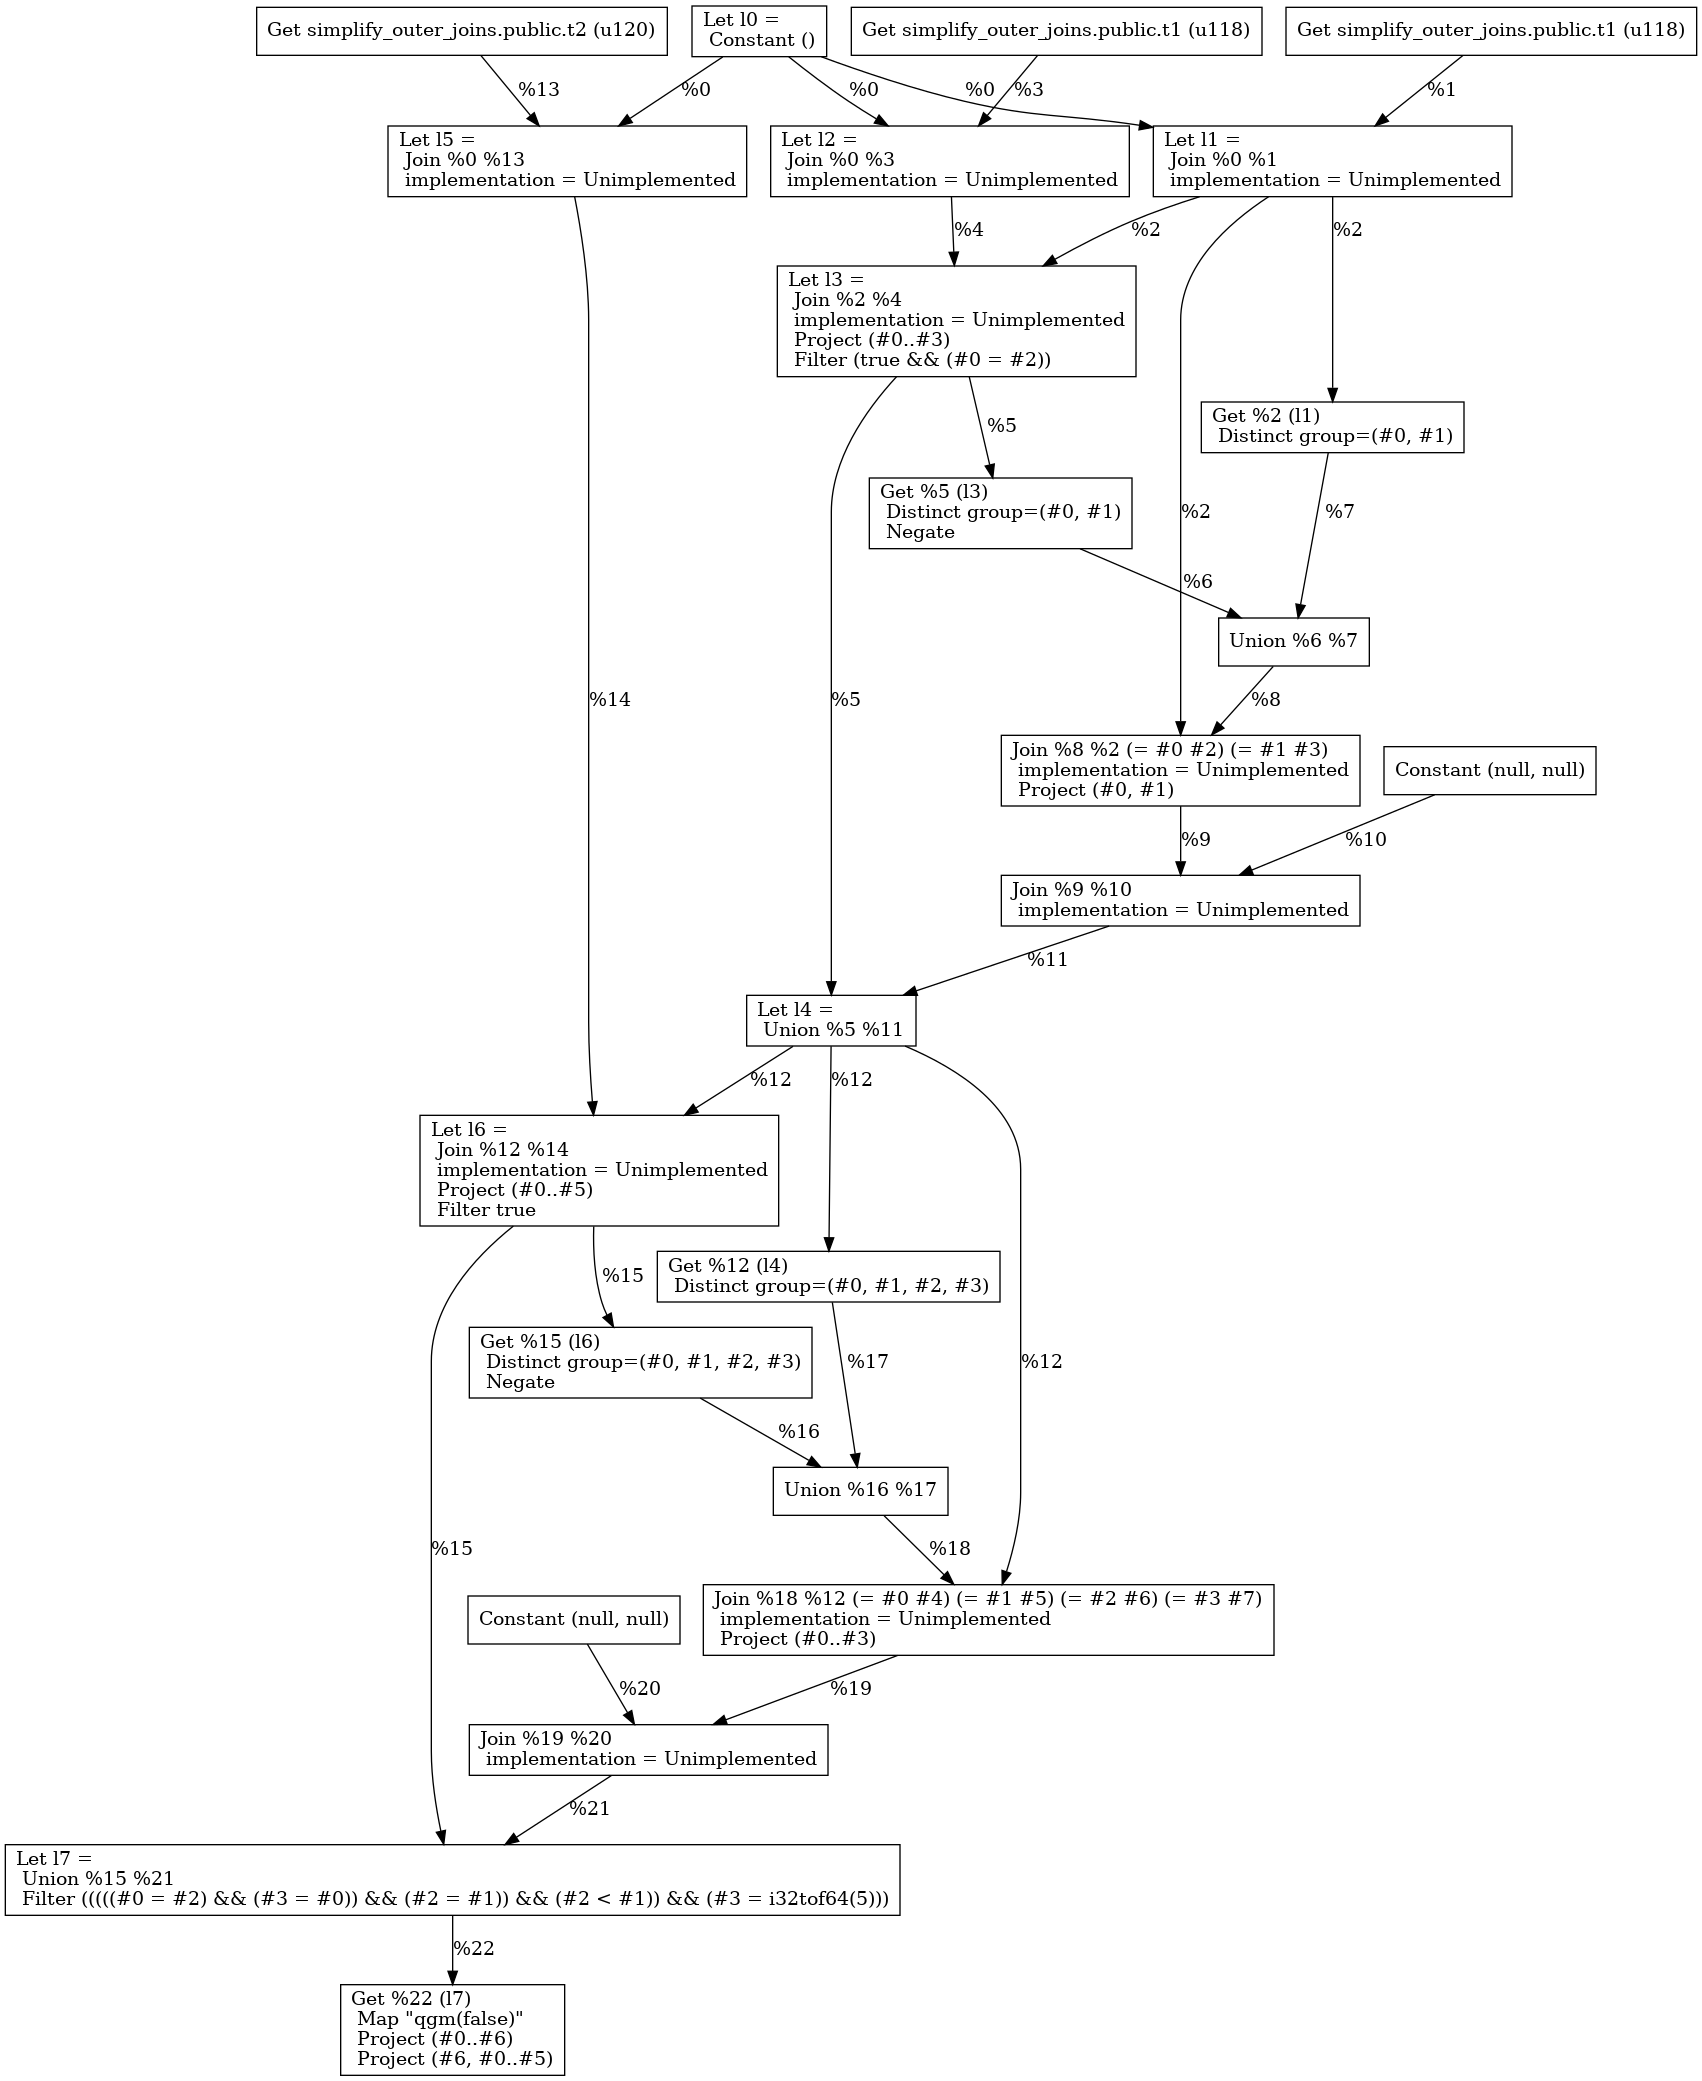 Get simplify_outer_joins.public.t2 (u120)
Let l0 =
Constant ()
Get simplify_outer_joins.public.t1 (u118)
Get simplify_outer_joins.public.t1 (u118)
%13
%0
%0
%3
%0
%1
Let l5 =
Join %0 %13
implementation = Unimplemented
Let l2 =
Join %0 %3
implementation = Unimplemented
Let l1 =
Join %0 %1
implementation = Unimplemented
%4
%2
%2
Let l3 =
Join %2 %4
implementation = Unimplemented
Project (#0..#3)
Filter (true && (#0 = #2))
%5
Get %2 (l1)
Distinct group=(#0, #1)
Get %5 (l3)
Distinct group=(#0, #1)
Negate
%2
%7
%6
Union %6 %7
%14
%5
%8
Join %8 %2 (= #0 #2) (= #1 #3)
implementation = Unimplemented
Project (#0, #1)
Constant (null, null)
%9
%10
Join %9 %10
implementation = Unimplemented
%11
Let l4 =
Union %5 %11
%12
%12
Let l6 =
Join %12 %14
implementation = Unimplemented
Project (#0..#5)
Filter true
%15
Get %12 (l4)
Distinct group=(#0, #1, #2, #3)
Get %15 (l6)
Distinct group=(#0, #1, #2, #3)
Negate
%17
%12
%16
Union %16 %17
%15
%18
Join %18 %12 (= #0 #4) (= #1 #5) (= #2 #6) (= #3 #7)
implementation = Unimplemented
Project (#0..#3)
Constant (null, null)
%20
%19
Join %19 %20
implementation = Unimplemented
%21
Let l7 =
Union %15 %21
Filter (((((#0 = #2) && (#3 = #0)) && (#2 = #1)) && (#2 < #1)) && (#3 = i32tof64(5)))
%22
Get %22 (l7)
Map "qgm(false)"
Project (#0..#6)
Project (#6, #0..#5)